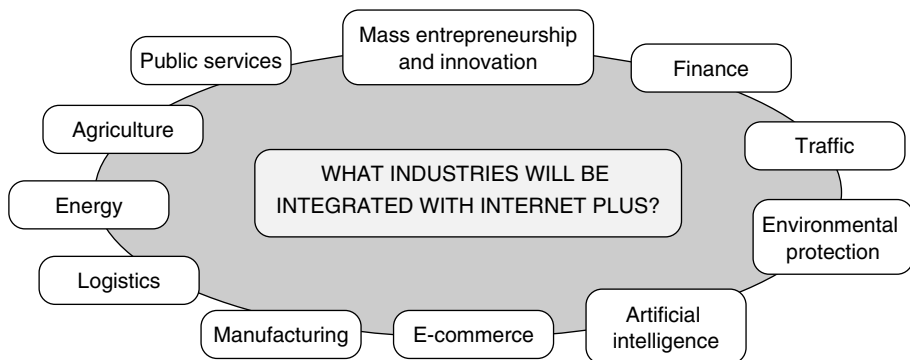 Mass entrepreneurship
and innovation
Public services
Finance
Agriculture
Traffic
WHAT INDUSTRIES WILL BE
INTEGRATED WITH INTERNET PLUS?
Energy
Environmental
protection
Logistics
Manufacturing
E-commerce
Artificial
intelligence